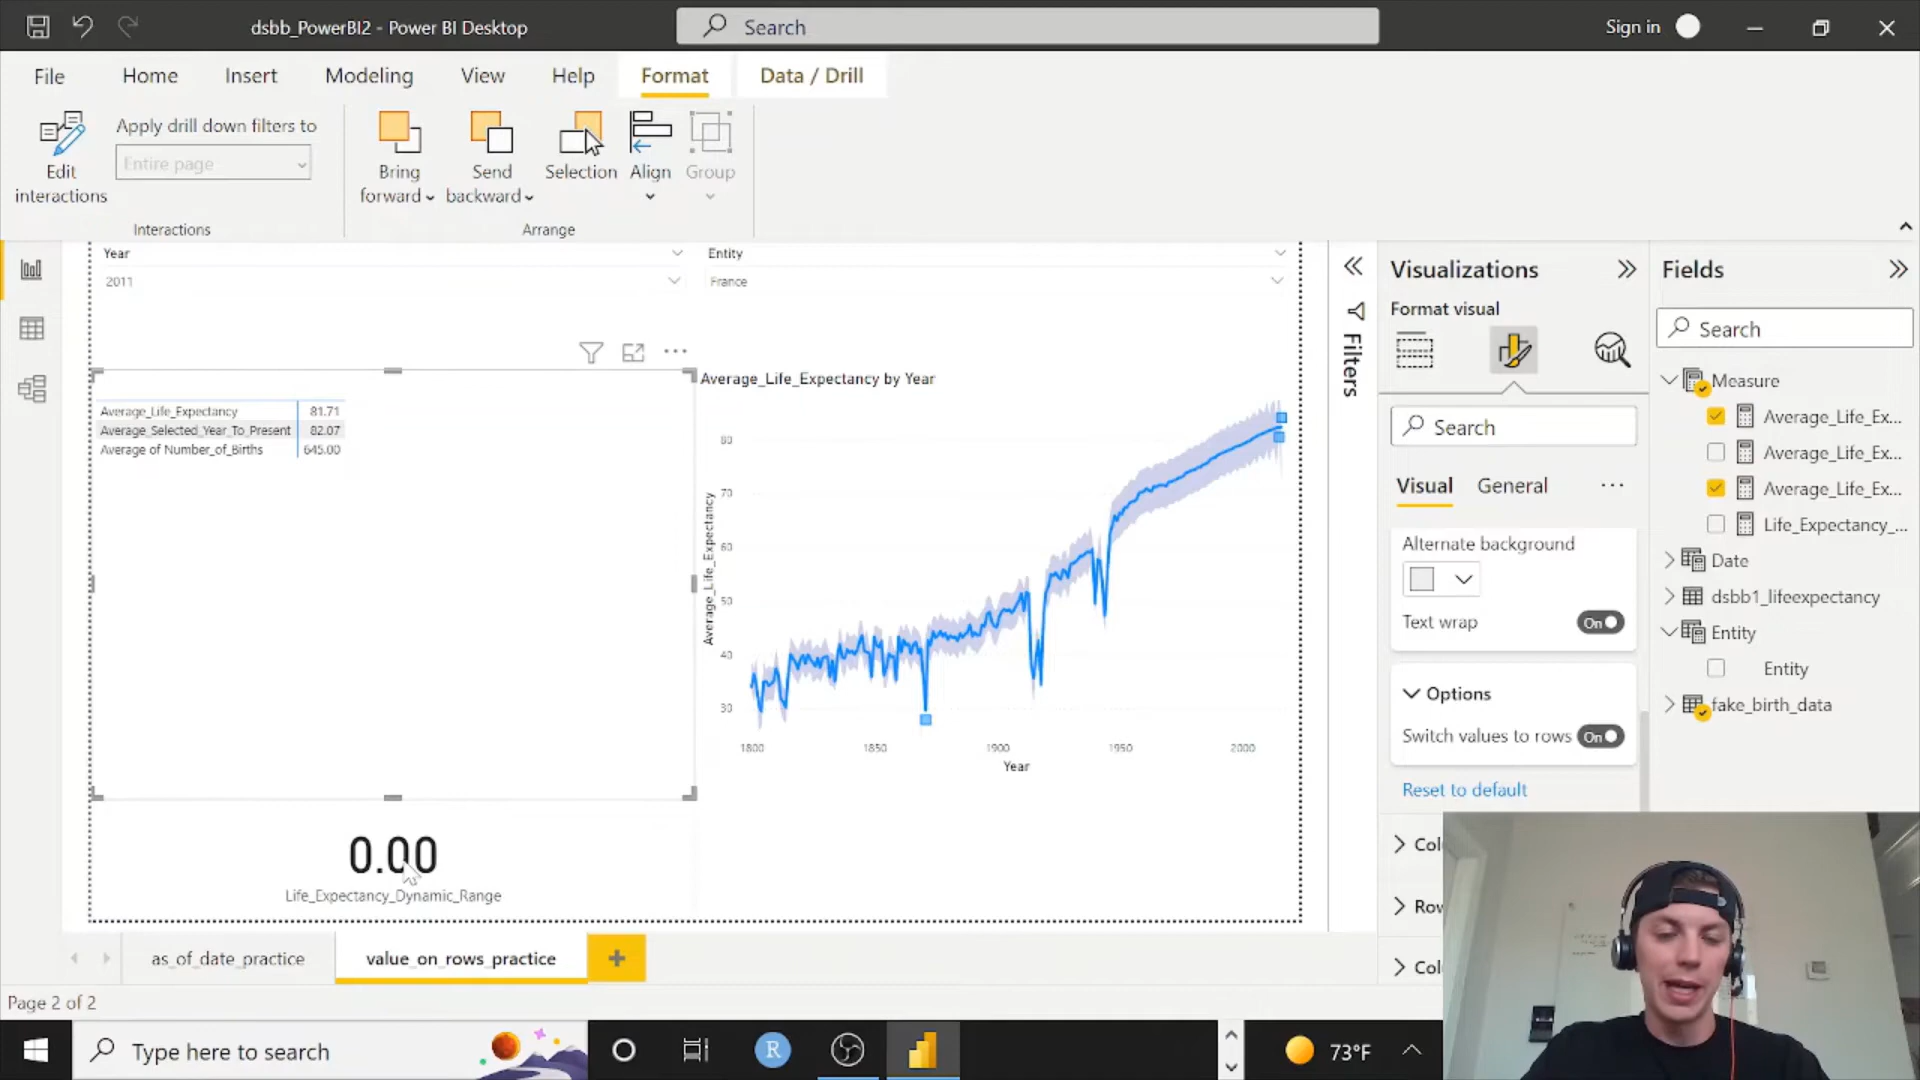 dsbb_PowerBI2 - Power BI Desktop
Search
Sign in
File
Home
Insert
Modeling
View
Help
Format
Data / Drill
Edit interactions
Apply drill down filters to
Entire page
Bring forward
Send backward
Selection
Align
Group
Interactions
Arrange
Year
2011
Entity
France
Average_Life_Expectancy 81.71
Average_Selected_Year_To_Present 82.07
Average of Number_of_Births 645.00
Average_Life_Expectancy by Year
Average_Life_Expectancy
80
70
60
50
40
30
1800
1850
1900
1950
2000
Year
0.00
Life_Expectancy_Dynamic_Range
Filters
Visualizations
Format visual
Search
Visual
General
Alternate background
Text wrap
On
Options
Switch values to rows
On
Reset to default
Col
Row
Col
Fields
Search
Measure
Average_Life_Ex...
Average_Life_Ex...
Average_Life_Ex...
Life_Expectancy_...
Date
dsbb1_lifeexpectancy
Entity
Entity
fake_birth_data
as_of_date_practice
value_on_rows_practice
+
Page 2 of 2
Type here to search
R
73°F